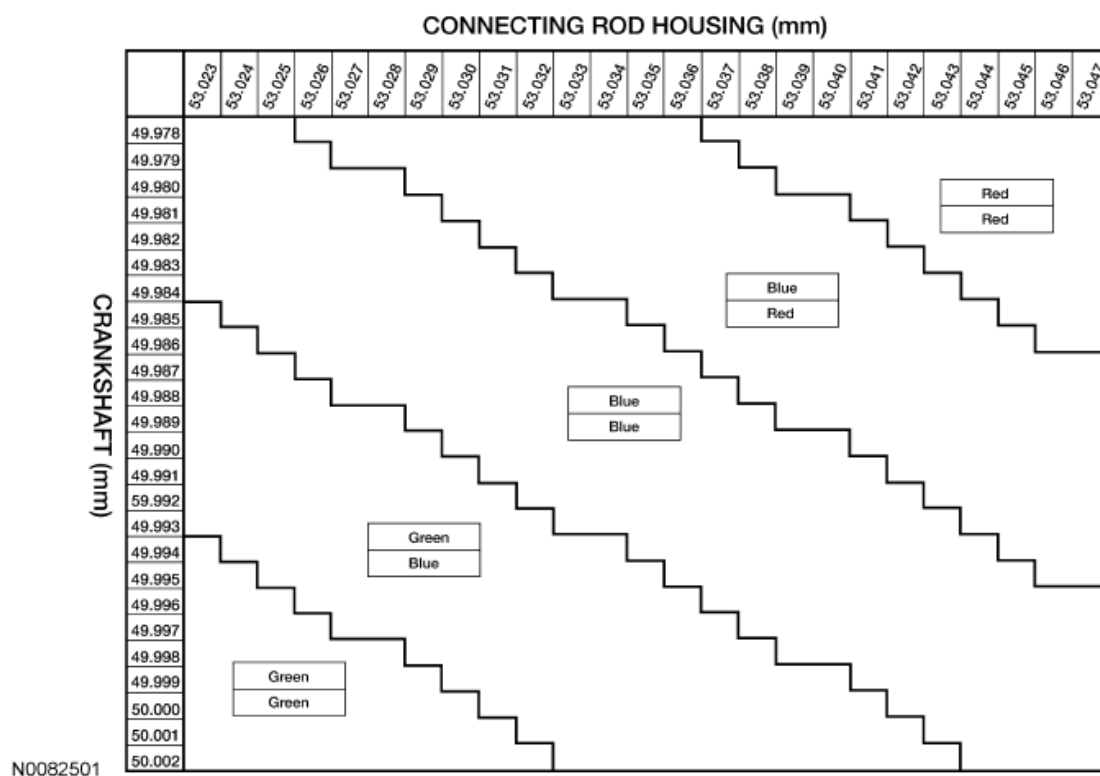 CONNECTING ROD HOUSING (mm)
53.023 53.024 53.025 53.026 53.027 53.028 53.029 53.030 53.031 53.032 53.033 53.034 53.035 53.036 53.037 53.038 53.039 53.040 53.041 53.042 53.043 53.044 53.045 53.046 53.047
CRANKSHAFT (mm)
49.978
49.979
49.980
49.981
49.982
49.983
49.984
49.985
49.986
49.987
49.988
49.989
49.990
49.991
59.992
49.993
49.994
49.995
49.996
49.997
49.998
49.999
50.000
50.001
50.002
Red
Red
Blue
Red
Blue
Blue
Green
Blue
Green
Green
N0082501